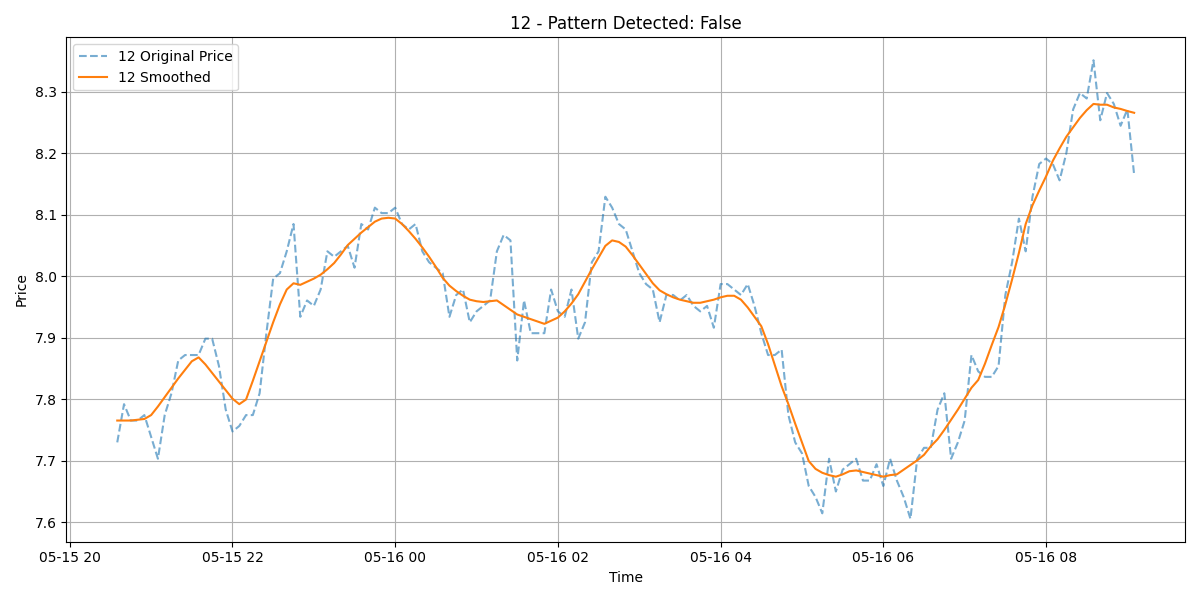 12 - Pattern Detected: False
12 Original Price
12 Smoothed
Price
8.3
8.2
8.1
8.0
7.9
7.8
7.7
7.6
05-15 20 05-15 22 05-16 00 05-16 02 05-16 04 05-16 06 05-16 08
Time